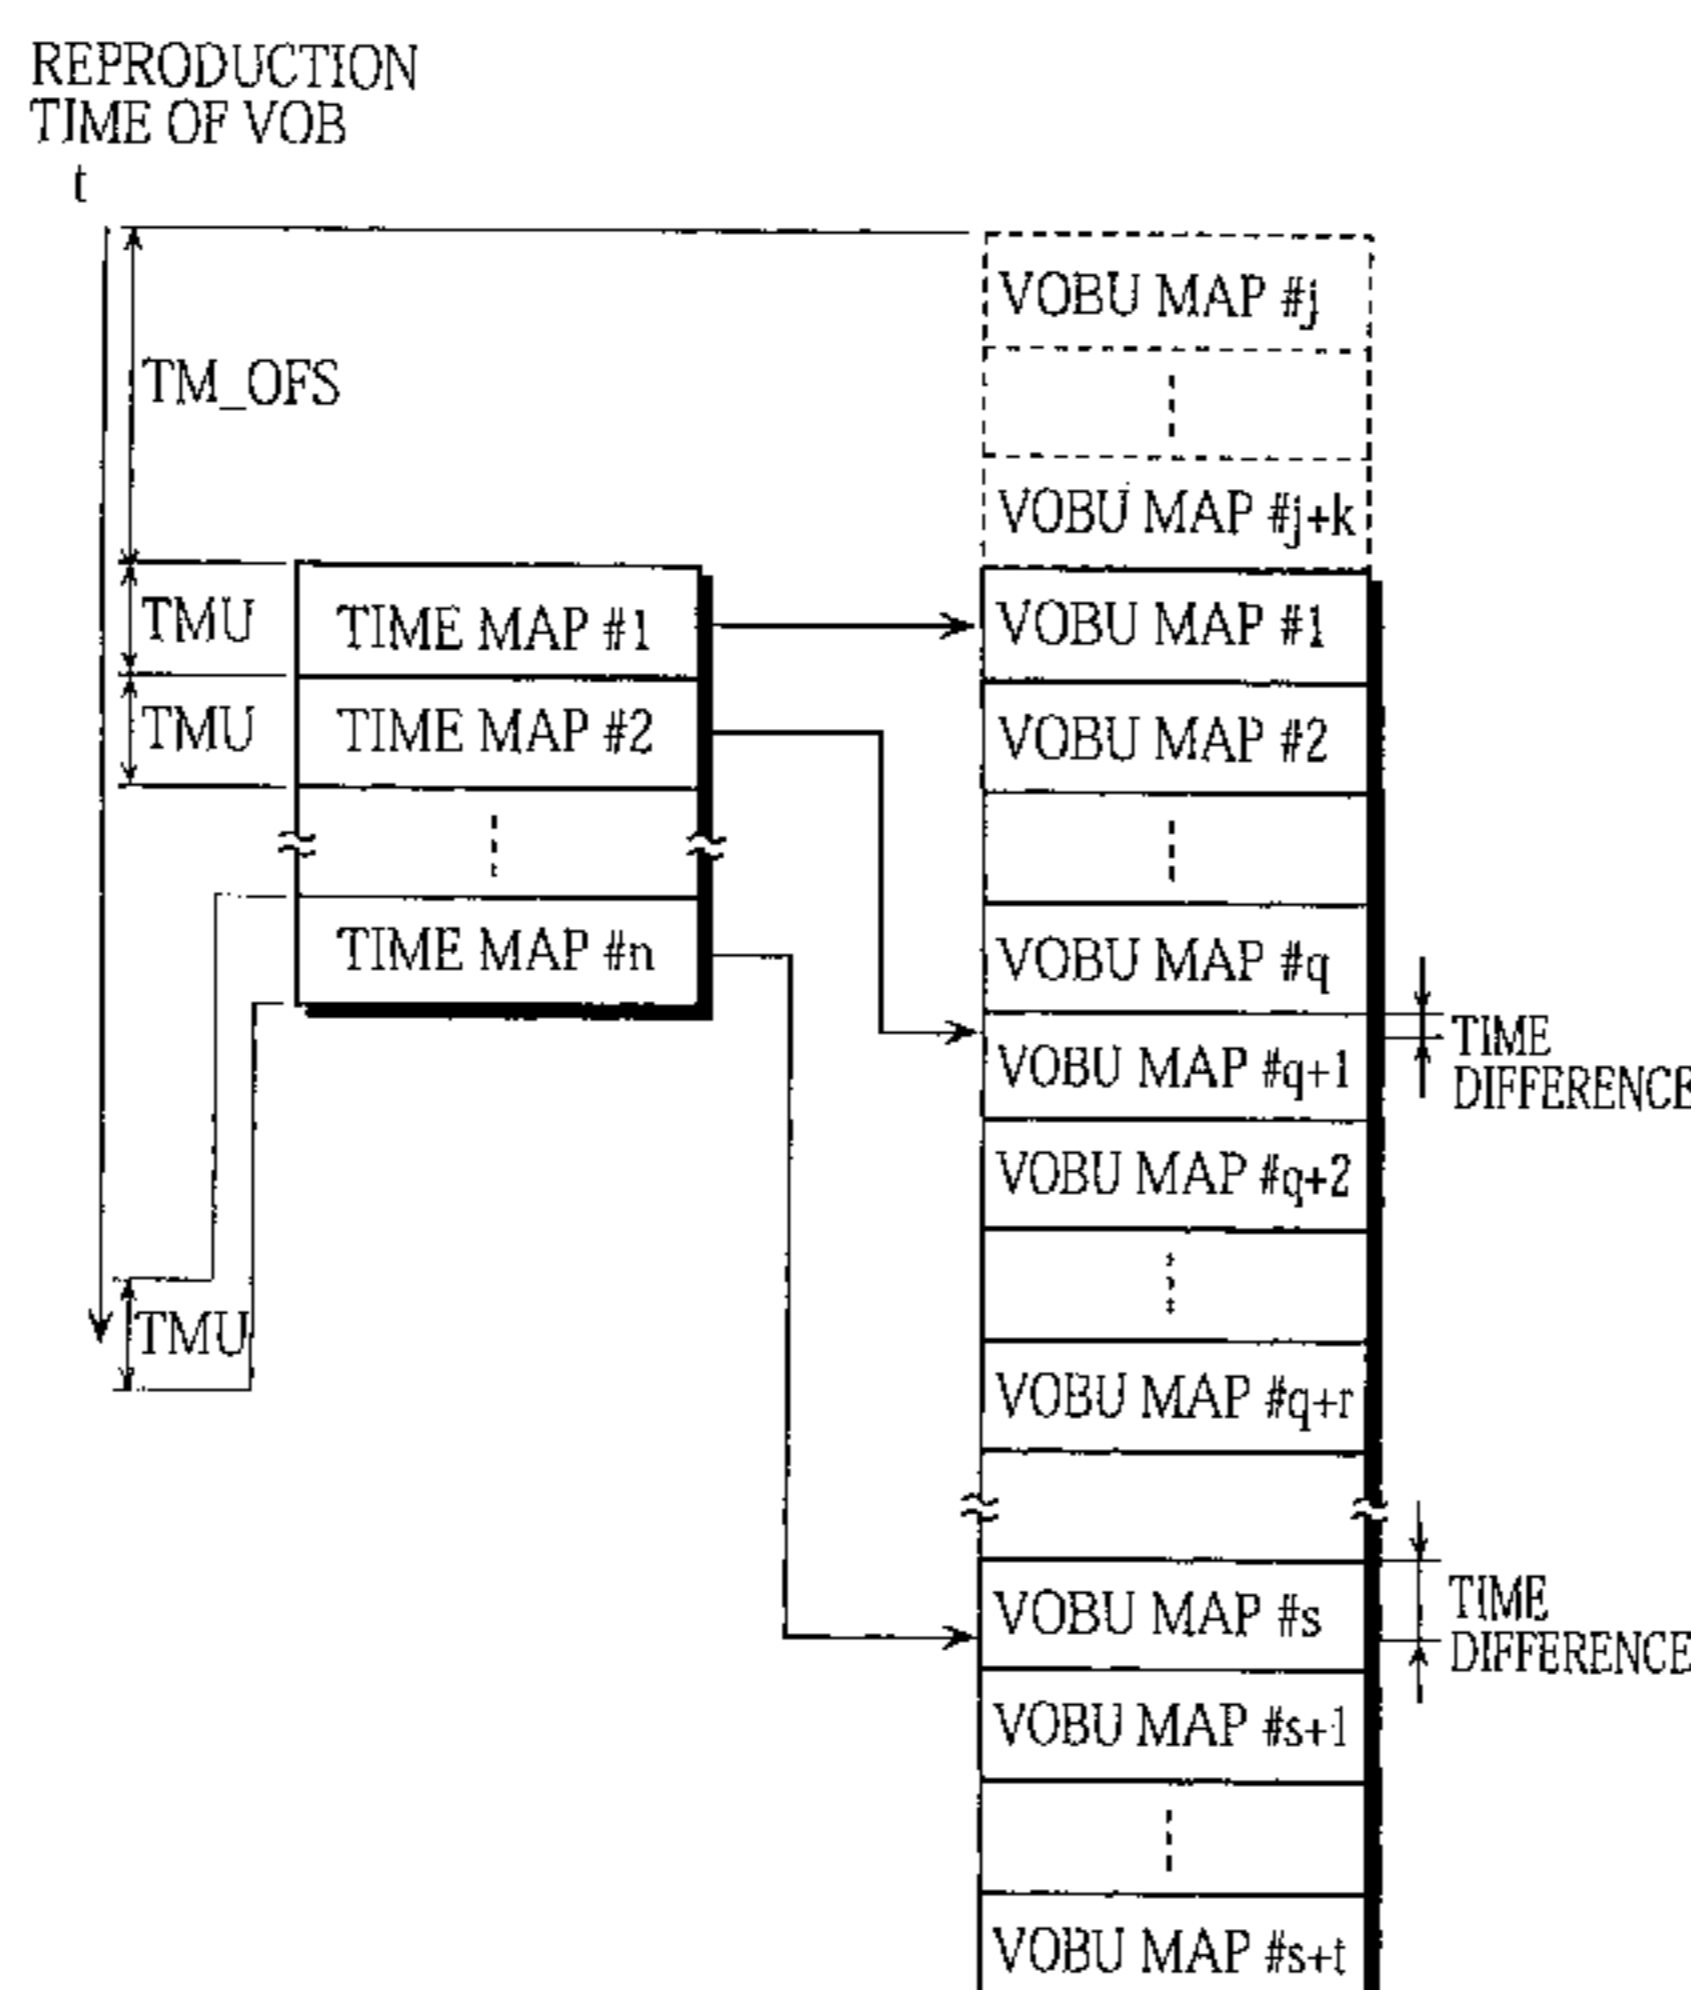 REPRODUCTION
TIME OF VOB
t
TM_OFS
TMU
TMU
TMU
TIME MAP #1
TIME MAP #2
TIME MAP #n
VOBU MAP #j
VOBU MAP #j+k
VOBU MAP #1
VOBU MAP #2
VOBU MAP #q
VOBU MAP #q+1
VOBU MAP #q+2
VOBU MAP #q+r
VOBU MAP #s
VOBU MAP #s+1
VOBU MAP #s+t
TIME
DIFFERENCE
TIME
DIFFERENCE